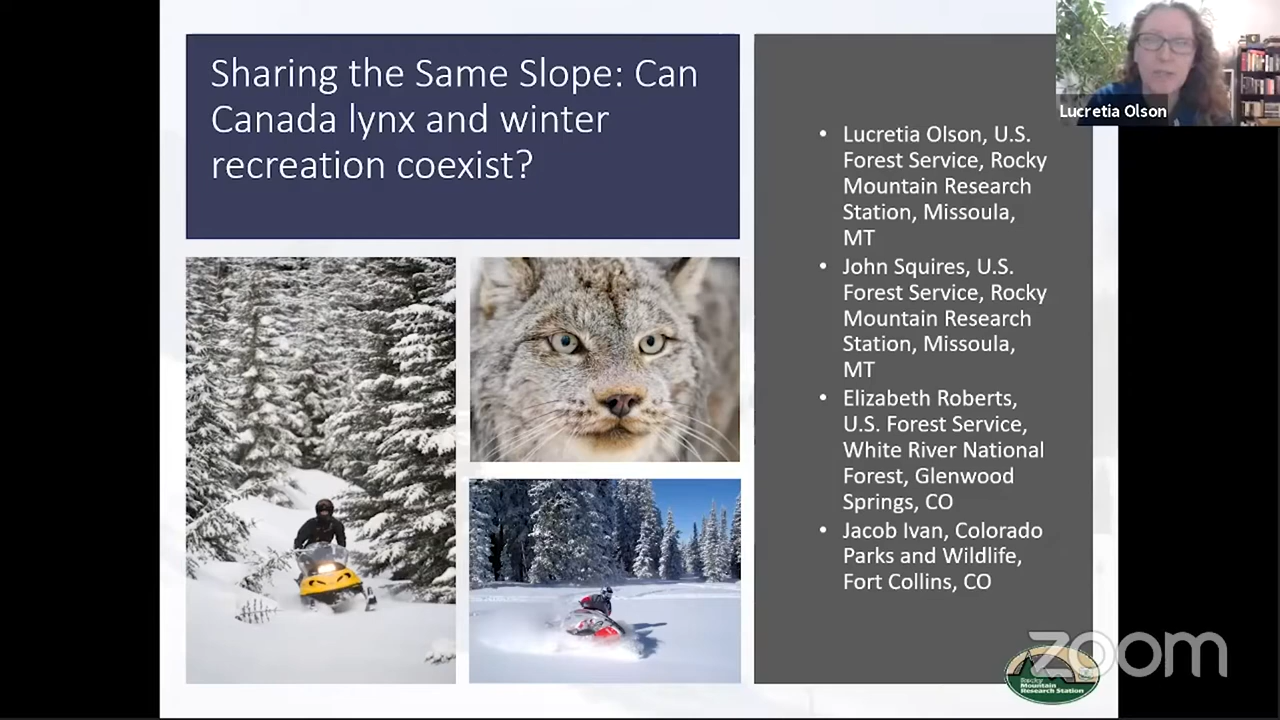 Sharing the Same Slope: Can
Canada lynx and winter
recreation coexist?
Lucretia Olson
• Lucretia Olson, U.S.
Forest Service, Rocky
Mountain Research
Station, Missoula,
MT
• John Squires, U.S.
Forest Service, Rocky
Mountain Research
Station, Missoula,
MT
• Elizabeth Roberts,
U.S. Forest Service,
White River National
Forest, Glenwood
Springs, CO
• Jacob Ivan, Colorado
Parks and Wildlife,
Fort Collins, CO
zoom
Rocky
Mountain
Research Station